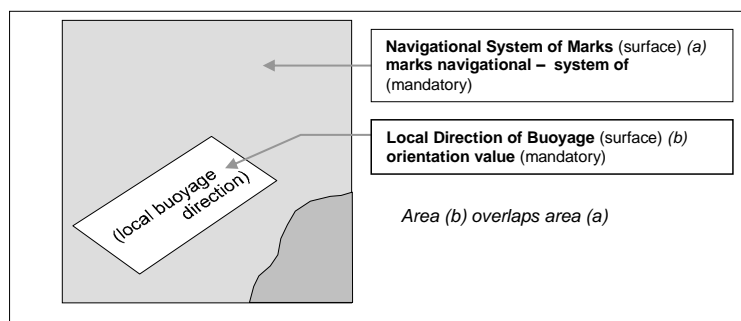 Navigational System of Marks (surface) (a)
marks navigational – system of
(mandatory)
Local Direction of Buoyage (surface) (b)
orientation value (mandatory)
(local buoyage
direction)
Area (b) overlaps area (a)